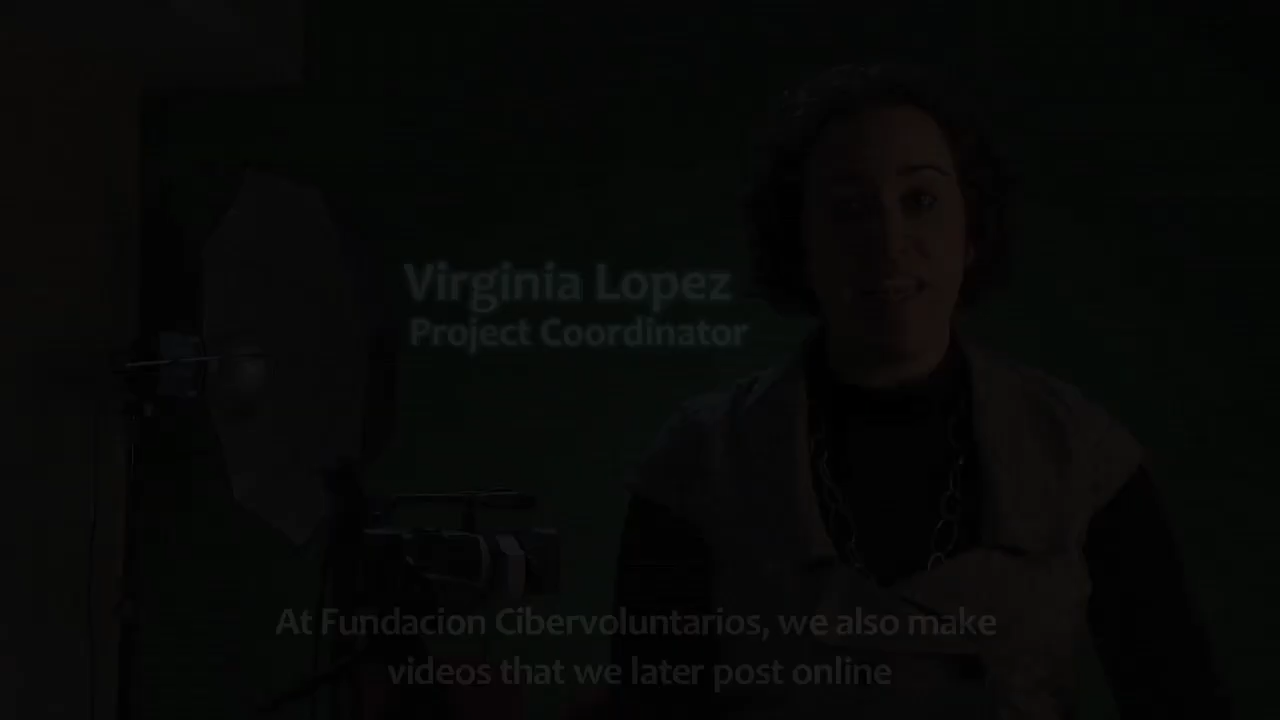 Virginia Lopez
Project Coordinator
At Fundacion Cibervoluntarios, we also make
videos that we later post online